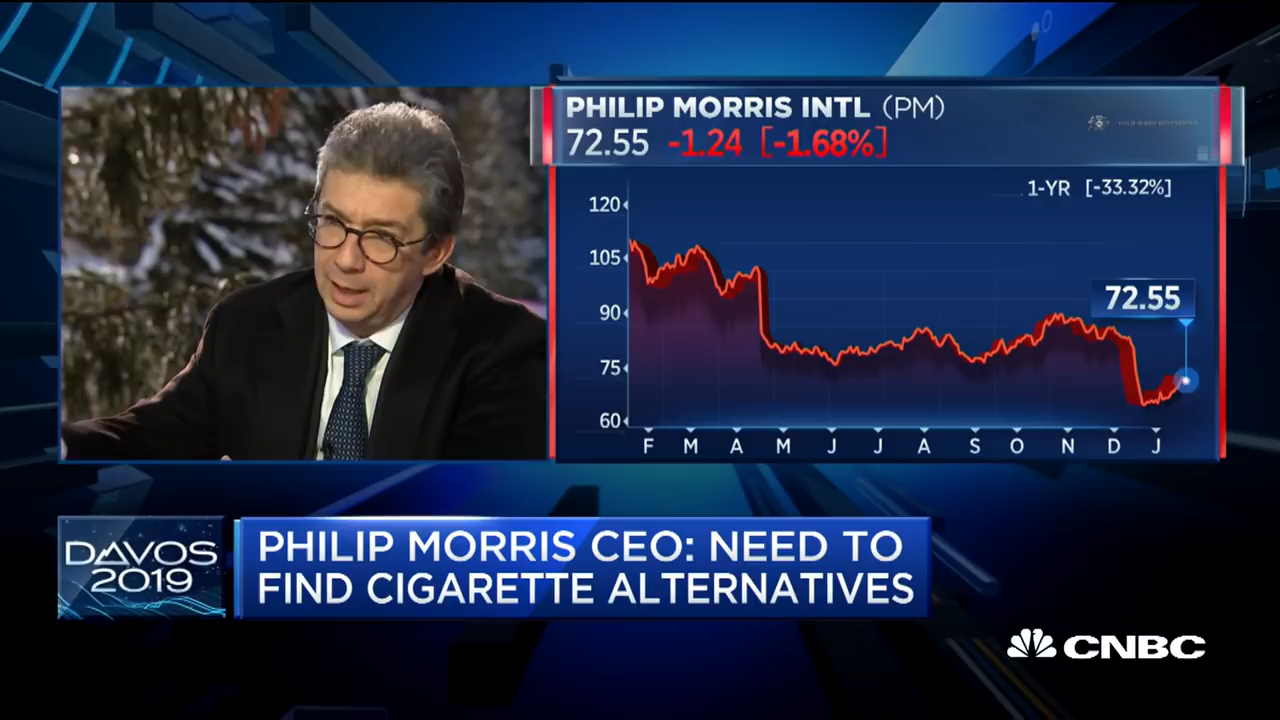 PHILIP MORRIS INTL (PM)
72.55 -1.24 [-1.68%]
1-YR [-33.32%]
120
105
90
75
60
72.55
F M A M J J A S O N D J
DAVOS
2019
PHILIP MORRIS CEO: NEED TO
FIND CIGARETTE ALTERNATIVES
CNBC